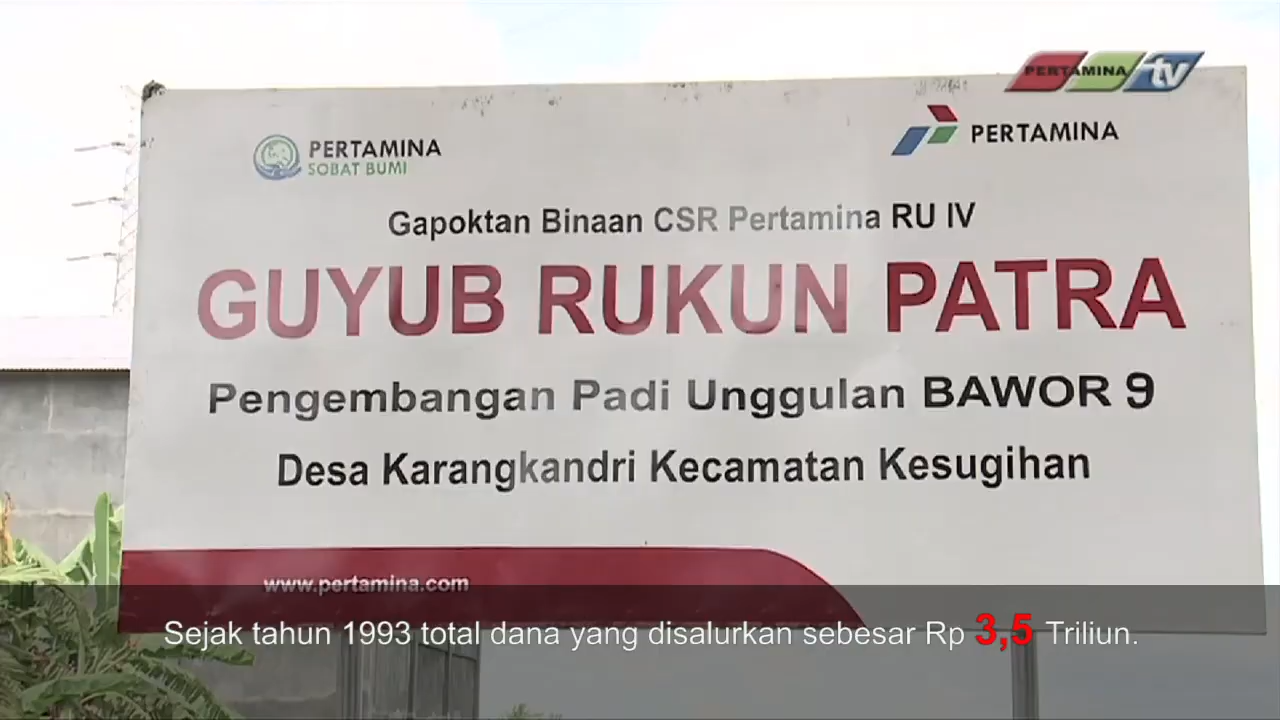 PERTAMINA tv
PERTAMINA
SOBAT BUMI
PERTAMINA
Gapoktan Binaan CSR Pertamina RU IV
GUYUB RUKUN PATRA
Pengembangan Padi Unggulan BAWOR 9
Desa Karangkandri Kecamatan Kesugihan
www.pertamina.com
Sejak tahun 1993 total dana yang disalurkan sebesar Rp 3,5 Triliun.